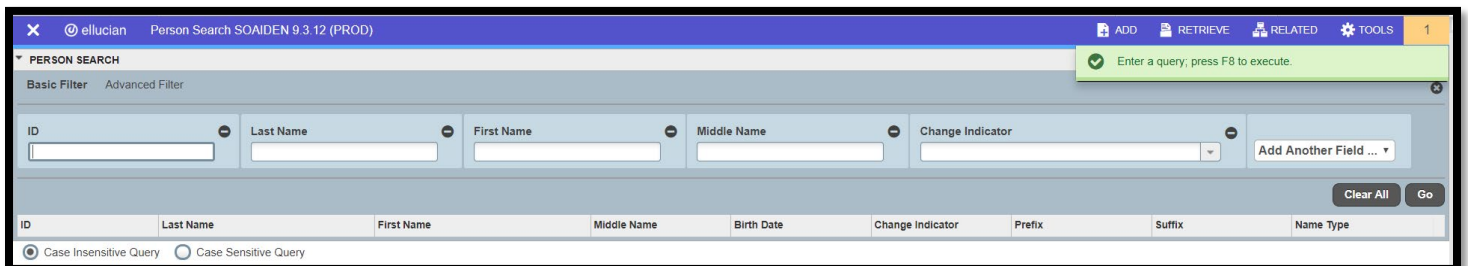 ellucian Person Search SOAIDEN 9.3.12 (PROD) ADD RETRIEVE RELATED TOOLS 1
PERSON SEARCH
Enter a query; press F8 to execute.
Basic Filter Advanced Filter
ID Last Name First Name Middle Name Change Indicator
Add Another Field ...
Clear All Go
ID Last Name First Name Middle Name Birth Date Change Indicator Prefix Suffix Name Type
Case Insensitive Query Case Sensitive Query